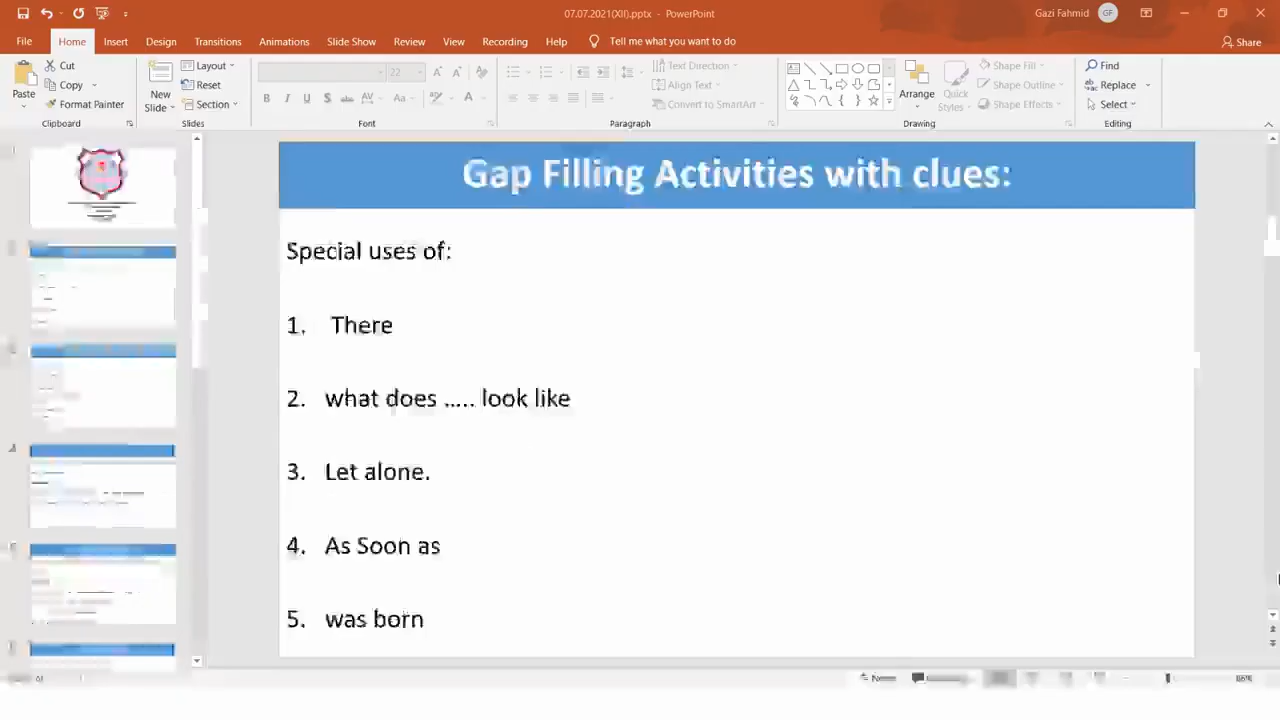 07.07.2021(XII).pptx - PowerPoint
Gazi Fahmid
GF
File Home Insert Design Transitions Animations Slide Show Review View Recording Help Tell me what you want to do
Share
Paste
Cut
Copy
Format Painter
Clipboard
New Slide
Layout
Reset
Section
Slides
22
Font
Text Direction
Align Text
Convert to SmartArt
Paragraph
Arrange
Quick Styles
Shape Fill
Shape Outline
Shape Effects
Drawing
Find
Replace
Select
Editing
Gap Filling Activities with clues:
Special uses of:
1. There
2. what does ..... look like
3. Let alone.
4. As Soon as
5. was born